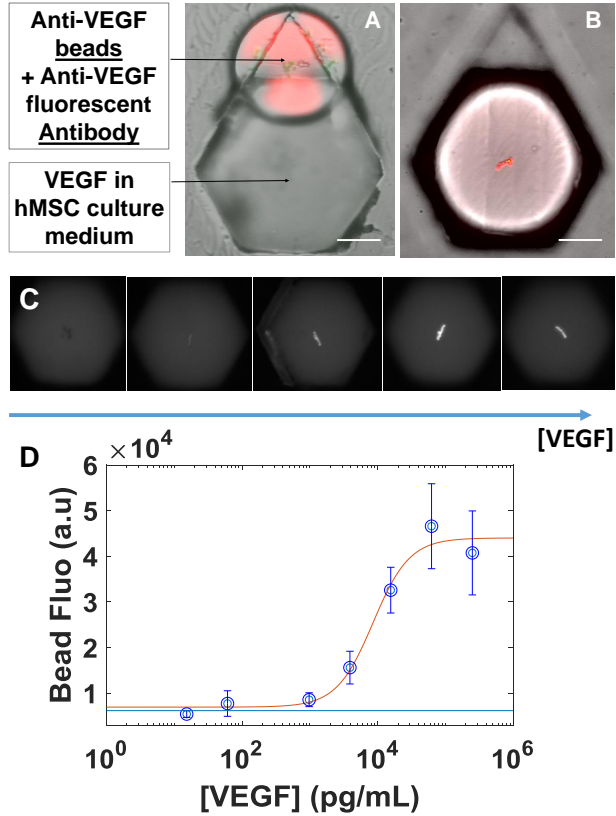 Anti-VEGF
beads
+ Anti-VEGF
fluorescent
Antibody
VEGF in
hMSC culture
medium
A
B
C
[VEGF]
D
× 10^4
6
5
4
3
2
1
Bead Fluo (a.u)
10^0
10^2
10^4
10^6
[VEGF] (pg/mL)